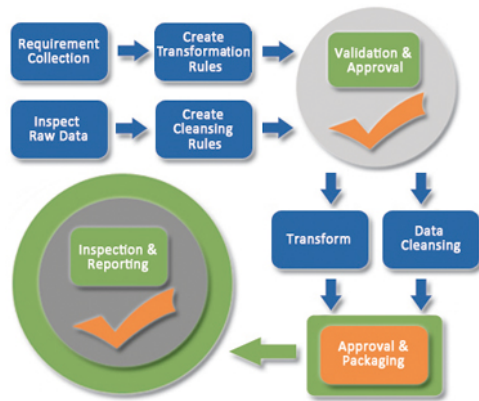 Requirement
Collection
Create
Transformation
Rules
Validation &
Approval
Inspect
Raw Data
Create
Cleansing
Rules
Transform
Data
Cleansing
Inspection &
Reporting
Approval &
Packaging